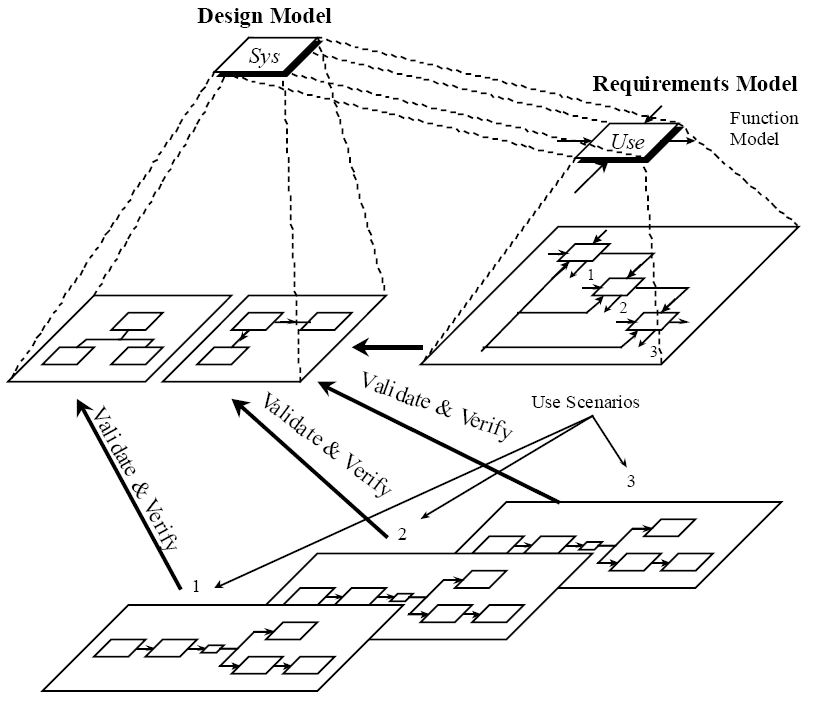 Design Model
Sys
Requirements Model
Function
Model
Use
1
2
3
Validate & Verify
Validate & Verify
Validate & Verify
Use Scenarios
3
2
1